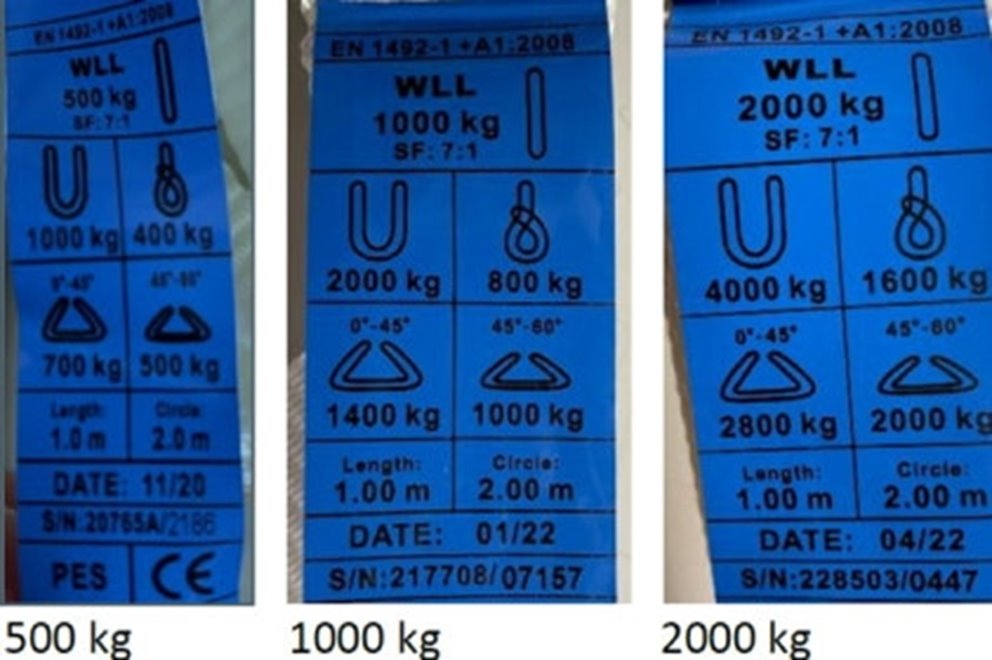 EN 1492-1 +A1:2008
WLL
500 kg
SF: 7:1
1000 kg 400 kg
0°-45° 45°-60°
700 kg 500 kg
Length: Circle:
1.0 m 2.0 m
DATE: 11/20
S/N:20765A/2186
PES CE
500 kg
EN 1492-1 +A1:2008
WLL
1000 kg
SF: 7:1
2000 kg 800 kg
0°-45° 45°-60°
1400 kg 1000 kg
Length: Circle:
1.00 m 2.00 m
DATE: 01/22
S/N:217708/07157
1000 kg
EN 1492-1 +A1:2008
WLL
2000 kg
SF: 7:1
4000 kg 1600 kg
0°-45° 45°-60°
2800 kg 2000 kg
Length: Circle:
1.00 m 2.00 m
DATE: 04/22
S/N:228503/0447
2000 kg